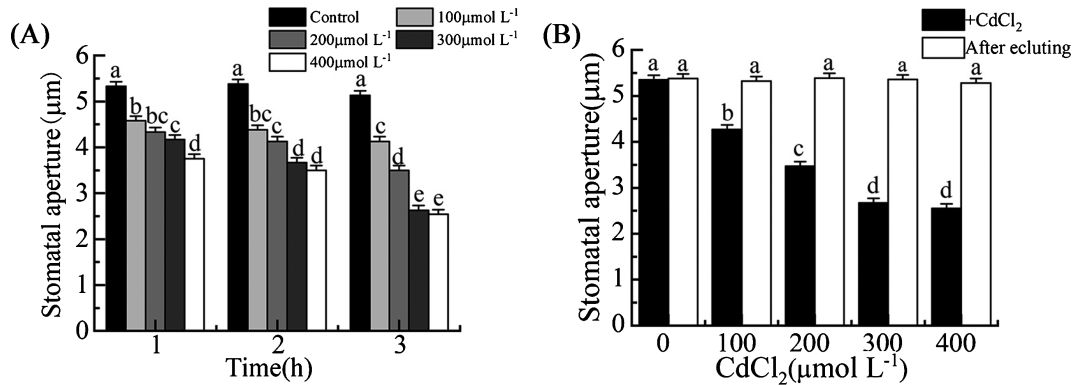 (A)
Control
100μmol L⁻¹
200μmol L⁻¹
300μmol L⁻¹
400μmol L⁻¹
Stomatal aperture(μm)
6
5
4
3
2
1
0
a
b
bc
c
d
a
bc
c
d
d
a
c
d
e
e
1
2
3
Time(h)
(B)
+CdCl₂
After ecluting
Stomatal aperture(μm)
6
5
4
3
2
1
0
a a
b
a
c
a
d
a
d
a
0
100
200
300
400
CdCl₂(μmol L⁻¹)